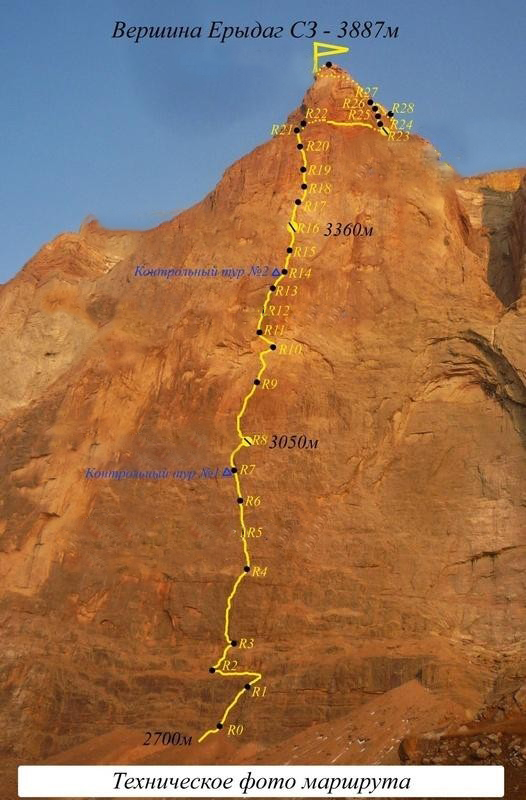 Вершина Ерыдаг СЗ - 3887м
R27
R26
R28
R25
R24
R23
R22
R21
R20
R19
R18
R17
R16 3360м
R15
Контрольный тур №2 R14
R13
R12
R11
R10
R9
R8 3050м
Контрольный тур №1 R7
R6
R5
R4
R3
R2
R1
R0
2700м
Техническое фото маршрута